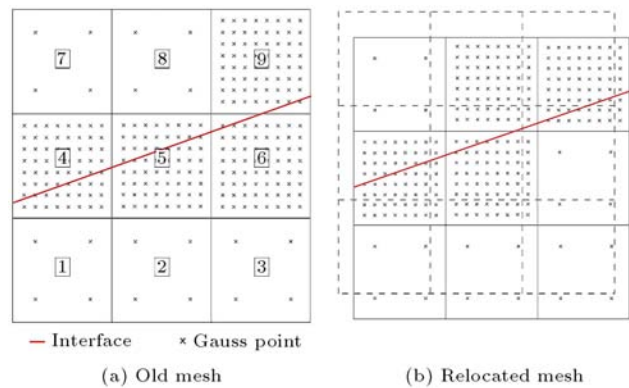 7 8 9
4 5 6
1 2 3
Interface × Gauss point
(a) Old mesh (b) Relocated mesh